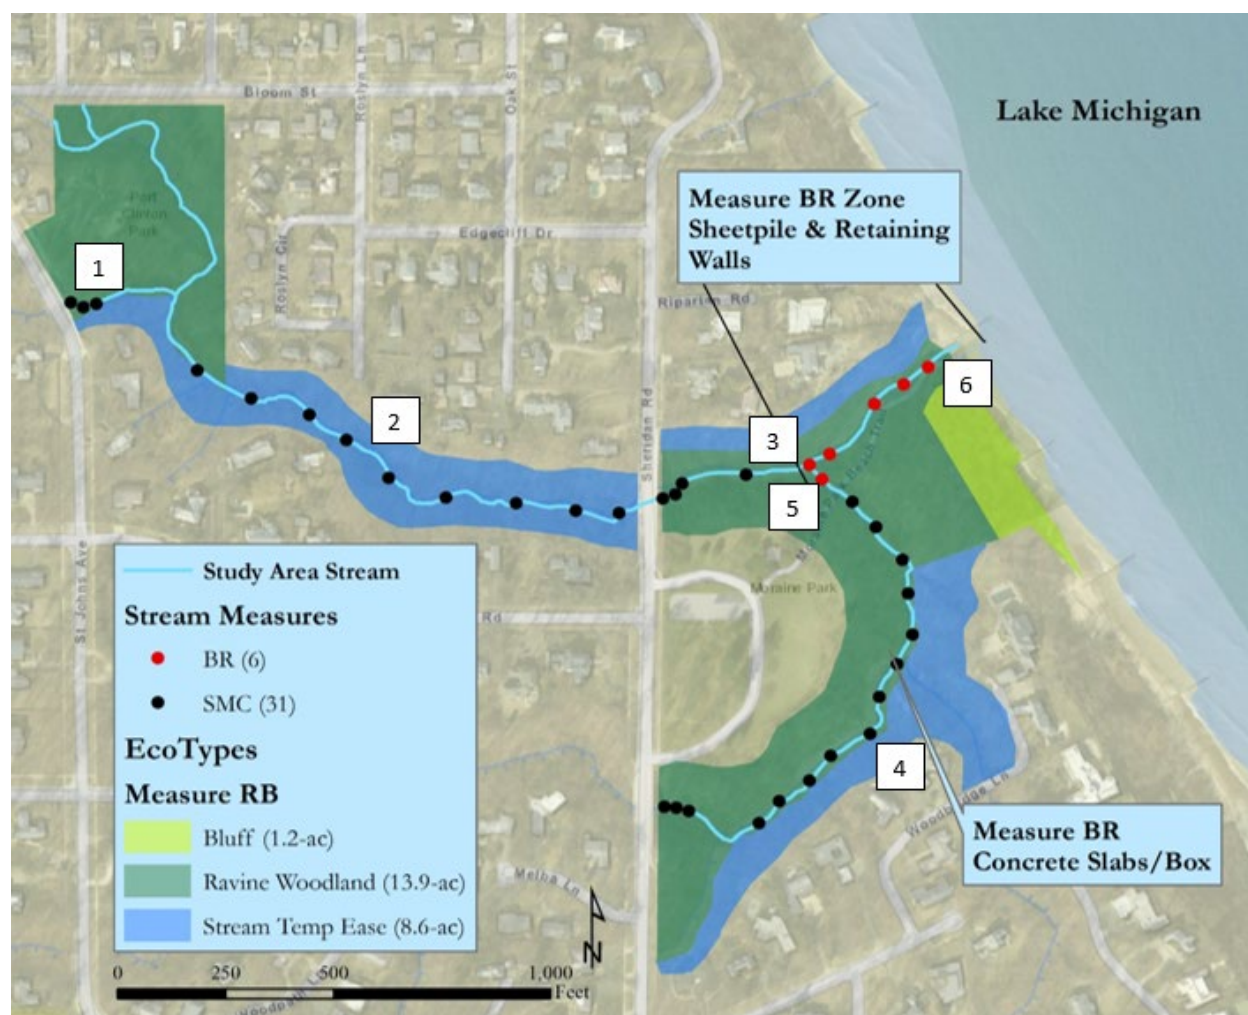 Bloom St
Roslyn Ln
Oak St
Lake Michigan
Port
Clinton
Park
Measure BR Zone
Sheetpile & Retaining
Walls
Edgecliff Dr
Roslyn Cir
1
Riparian Rd
Sheridan Rd
6
2
3
5
Moraine Park
St Johns Ave
Rd
Study Area Stream
Stream Measures
BR (6)
SMC (31)
EcoTypes
Measure RB
Bluff (1.2-ac)
Ravine Woodland (13.9-ac)
Stream Temp Ease (8.6-ac)
4
Woodbridge Ln
Measure BR
Concrete Slabs/Box
Melba Ln
N
0 250 500 1,000
Feet
Woodpath Ln